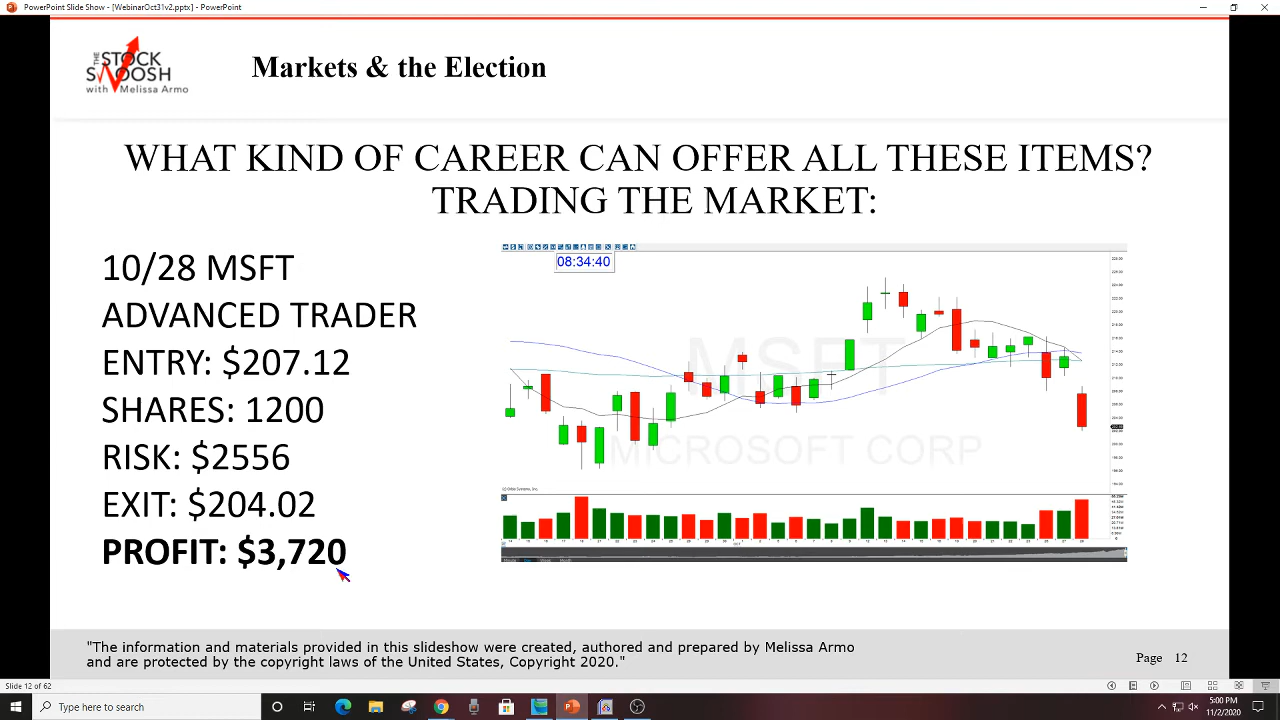 PowerPoint Slide Show - [WebinarOct31v2.pptx] - PowerPoint
THE
STOCK
SWOOSH
with Melissa Armo
Markets & the Election
WHAT KIND OF CAREER CAN OFFER ALL THESE ITEMS?
TRADING THE MARKET:
10/28 MSFT
ADVANCED TRADER
ENTRY: $207.12
SHARES: 1200
RISK: $2556
EXIT: $204.02
PROFIT: $3,720
08:34:40
MSFT
MICROSOFT CORP
"The information and materials provided in this slideshow were created, authored and prepared by Melissa Armo
and are protected by the copyright laws of the United States, Copyright 2020."
Page 12
Slide 12 of 62
Type here to search
5:00 PM
11/2/2020